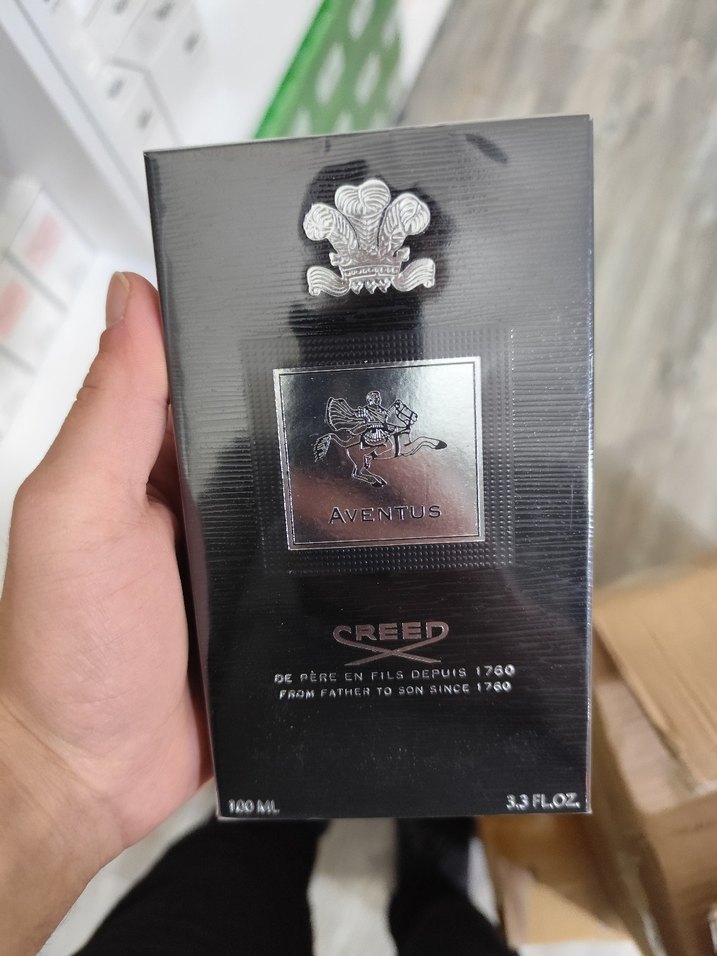 AVENTUS
CREED
DE PÈRE EN FILS DEPUIS 1760
FROM FATHER TO SON SINCE 1760
100 ML
3.3 FL.OZ.